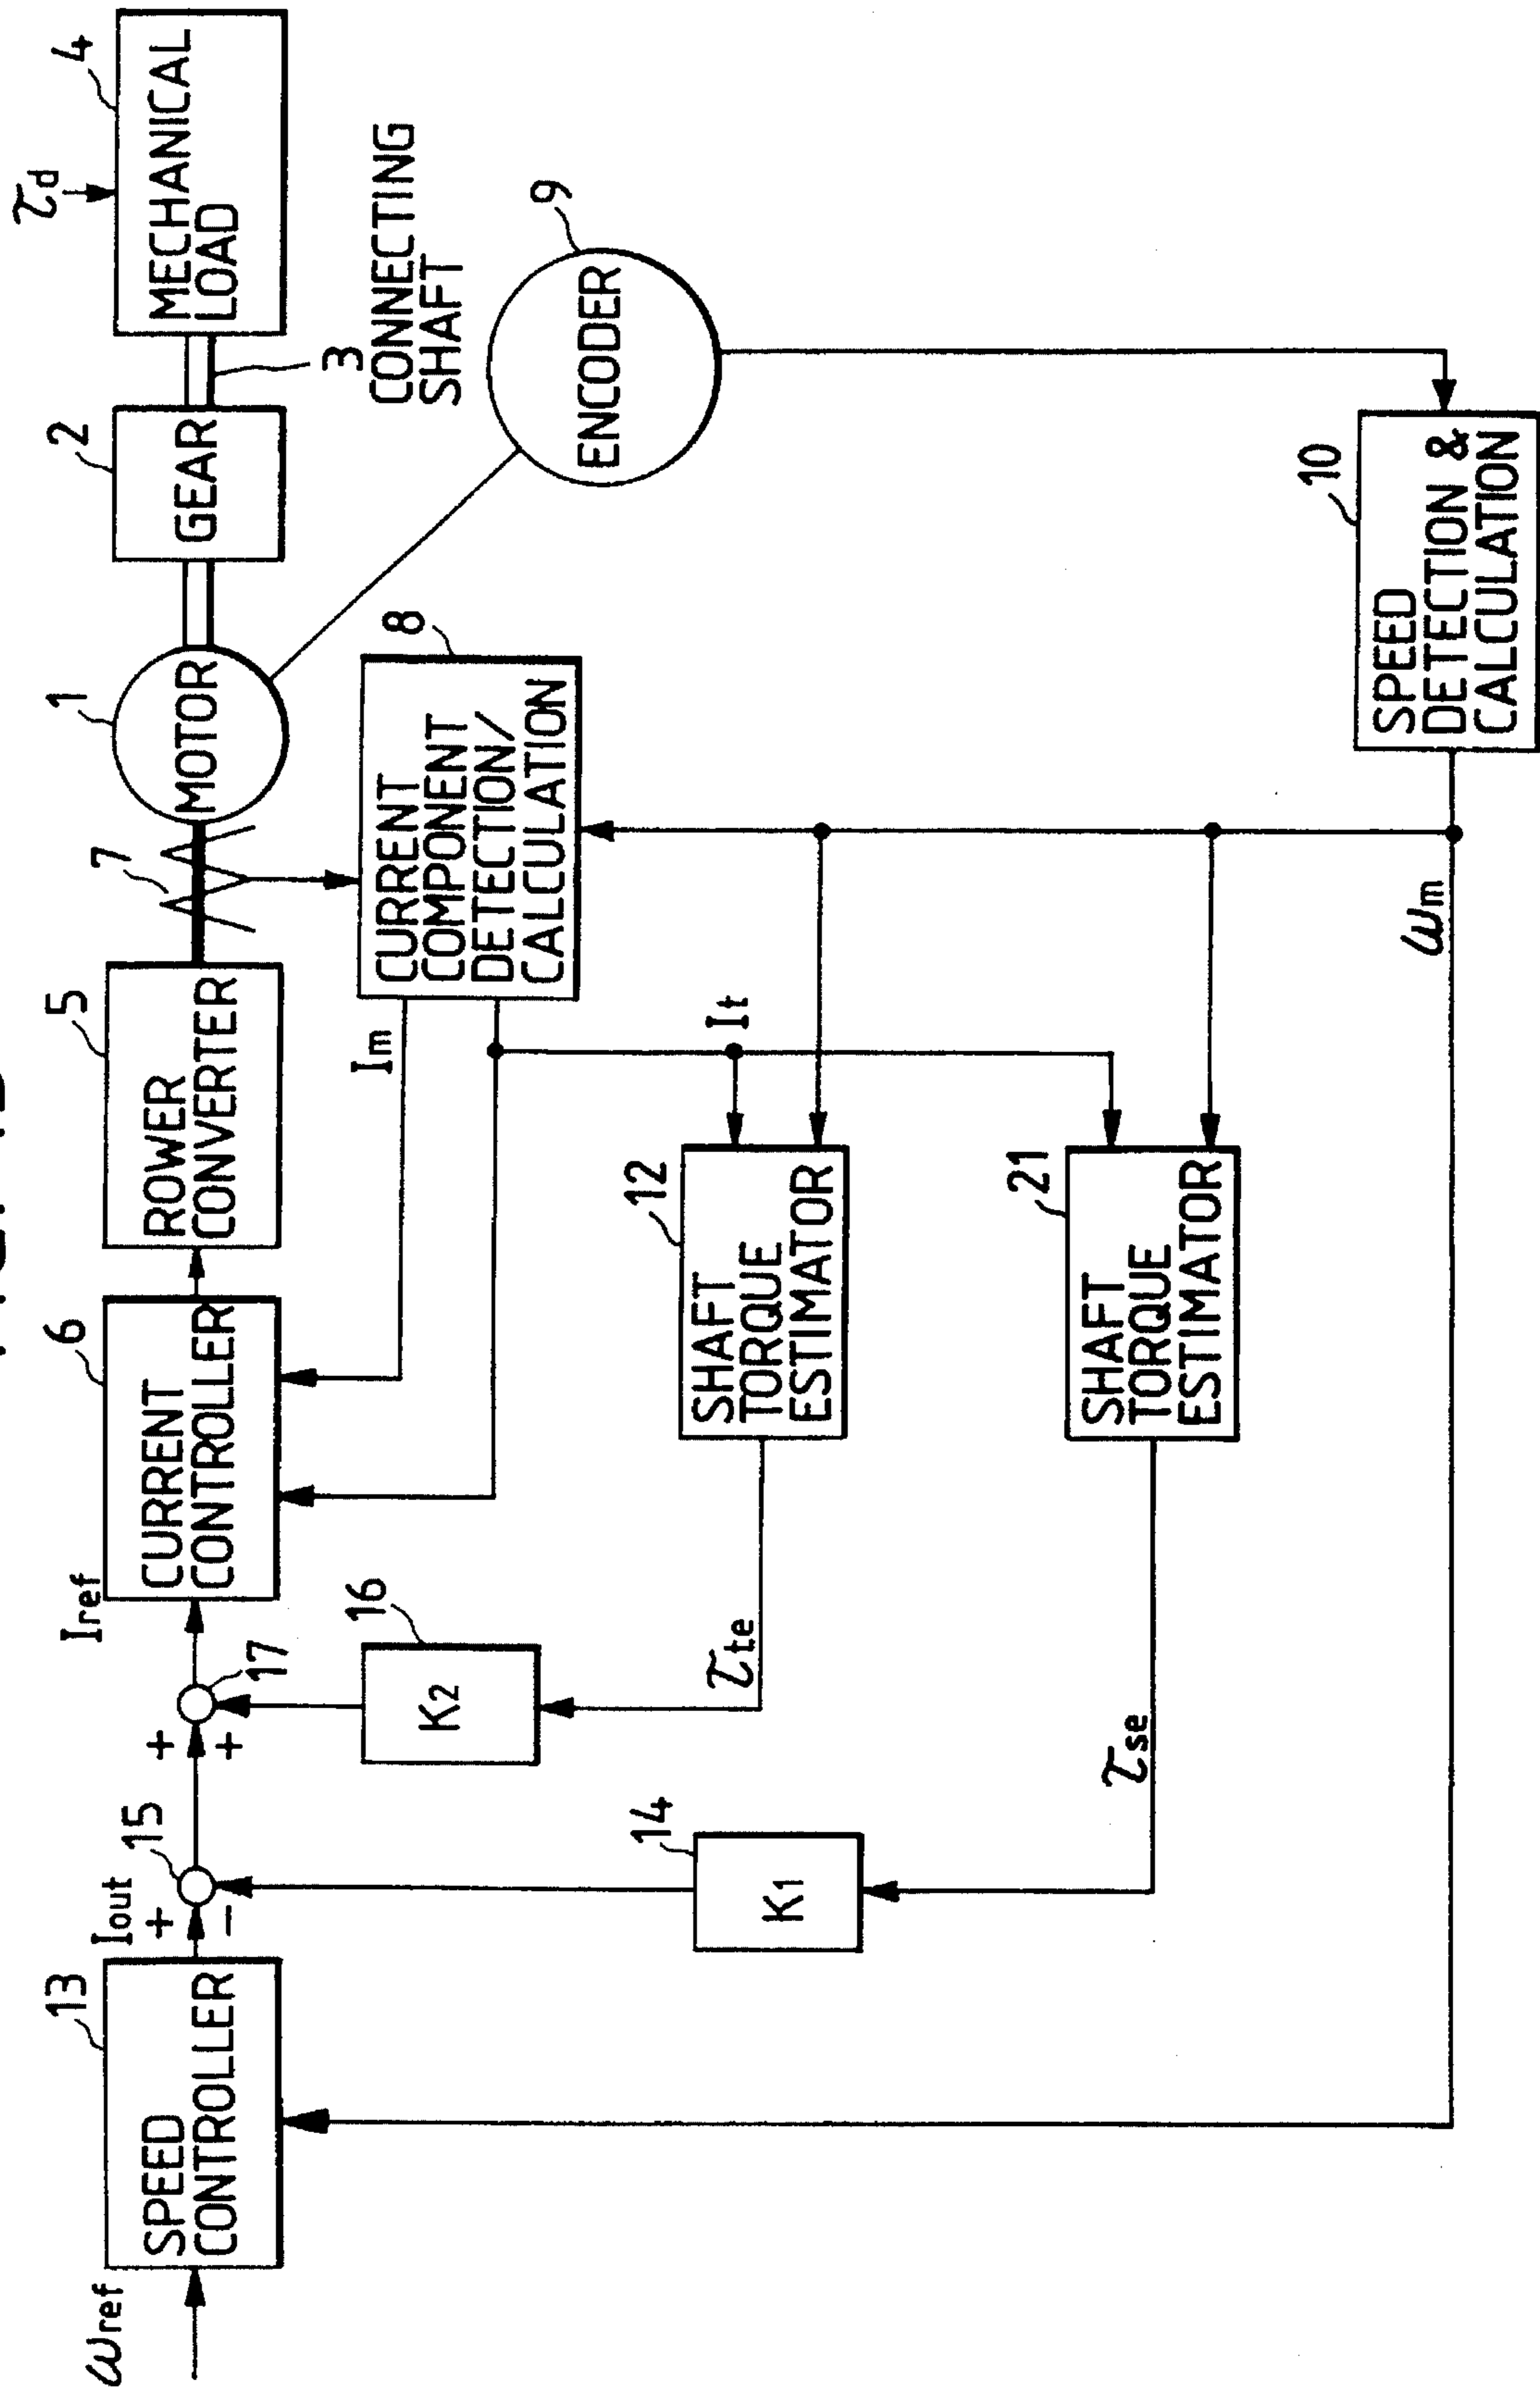 ωref
13
SPEED
CONTROLLER
Iout
+
−
15
+
+
17
Iref
6
CURRENT
CONTROLLER
5
ROWER
CONVERTER
7
1
MOTOR
2
GEAR
3
CONNECTING
SHAFT
τd
4
MECHANICAL
LOAD
9
ENCODER
8
CURRENT
COMPONENT
DETECTION/
CALCULATION
Im
It
16
K2
τte
12
SHAFT
TORQUE
ESTIMATOR
14
K1
τse
21
SHAFT
TORQUE
ESTIMATOR
10
SPEED
DETECTION &
CALCULATION
ωm